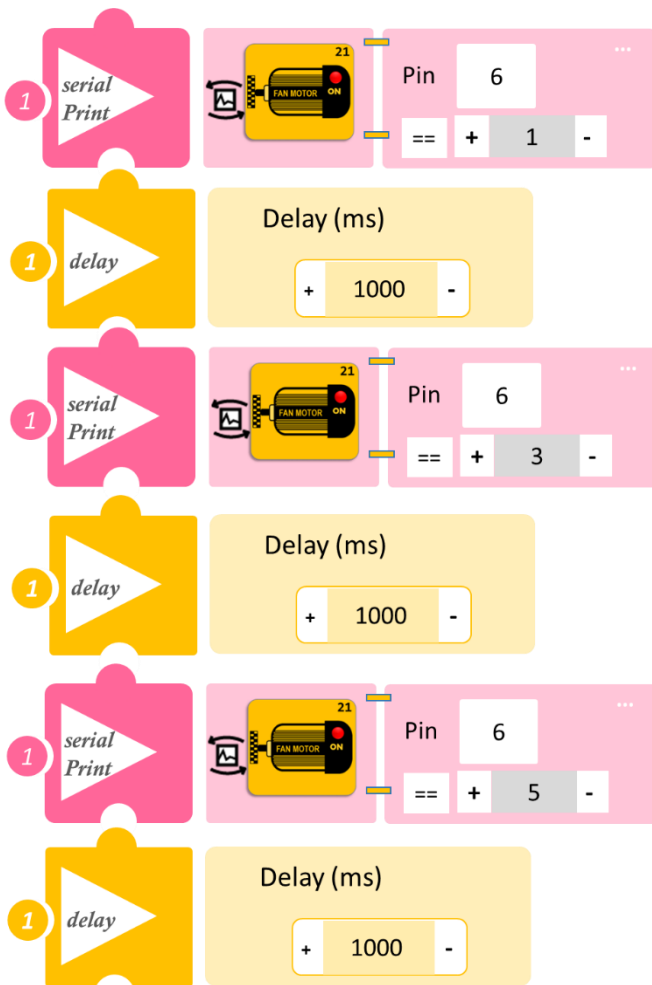 21
serial
Print
1
FAN MOTOR
ON
Pin 6
...
== + 1 -
Delay (ms)
1
delay
+ 1000 -
21
serial
Print
1
FAN MOTOR
ON
Pin 6
...
== + 3 -
Delay (ms)
1
delay
+ 1000 -
21
serial
Print
1
FAN MOTOR
ON
Pin 6
...
== + 5 -
Delay (ms)
1
delay
+ 1000 -